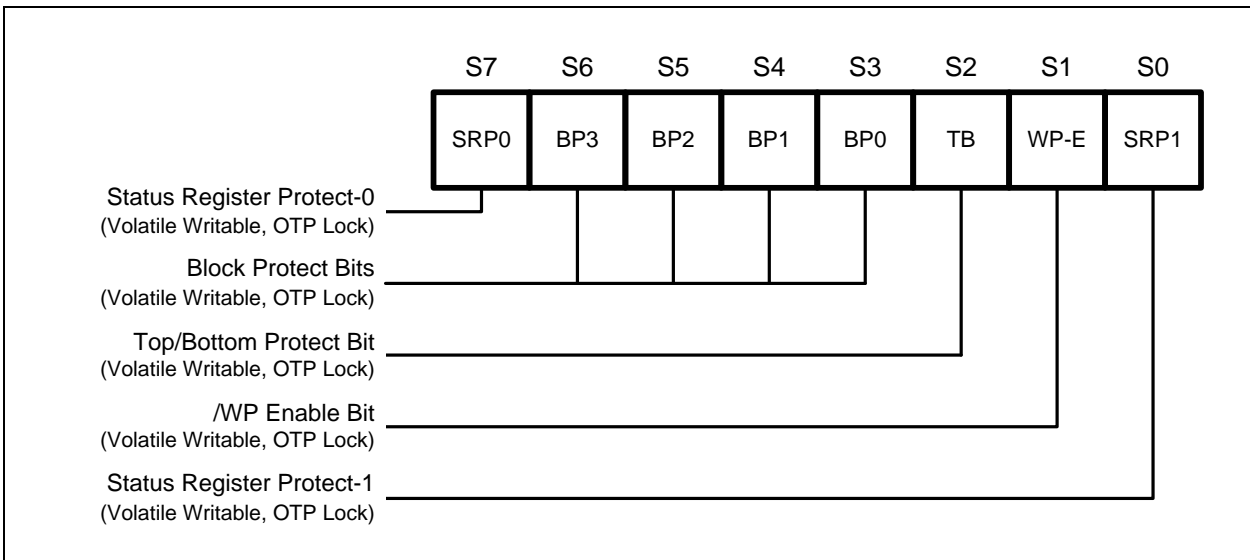 S7 S6 S5 S4 S3 S2 S1 S0
SRP0 BP3 BP2 BP1 BP0 TB WP-E SRP1
Status Register Protect-0
(Volatile Writable, OTP Lock)
Block Protect Bits
(Volatile Writable, OTP Lock)
Top/Bottom Protect Bit
(Volatile Writable, OTP Lock)
/WP Enable Bit
(Volatile Writable, OTP Lock)
Status Register Protect-1
(Volatile Writable, OTP Lock)